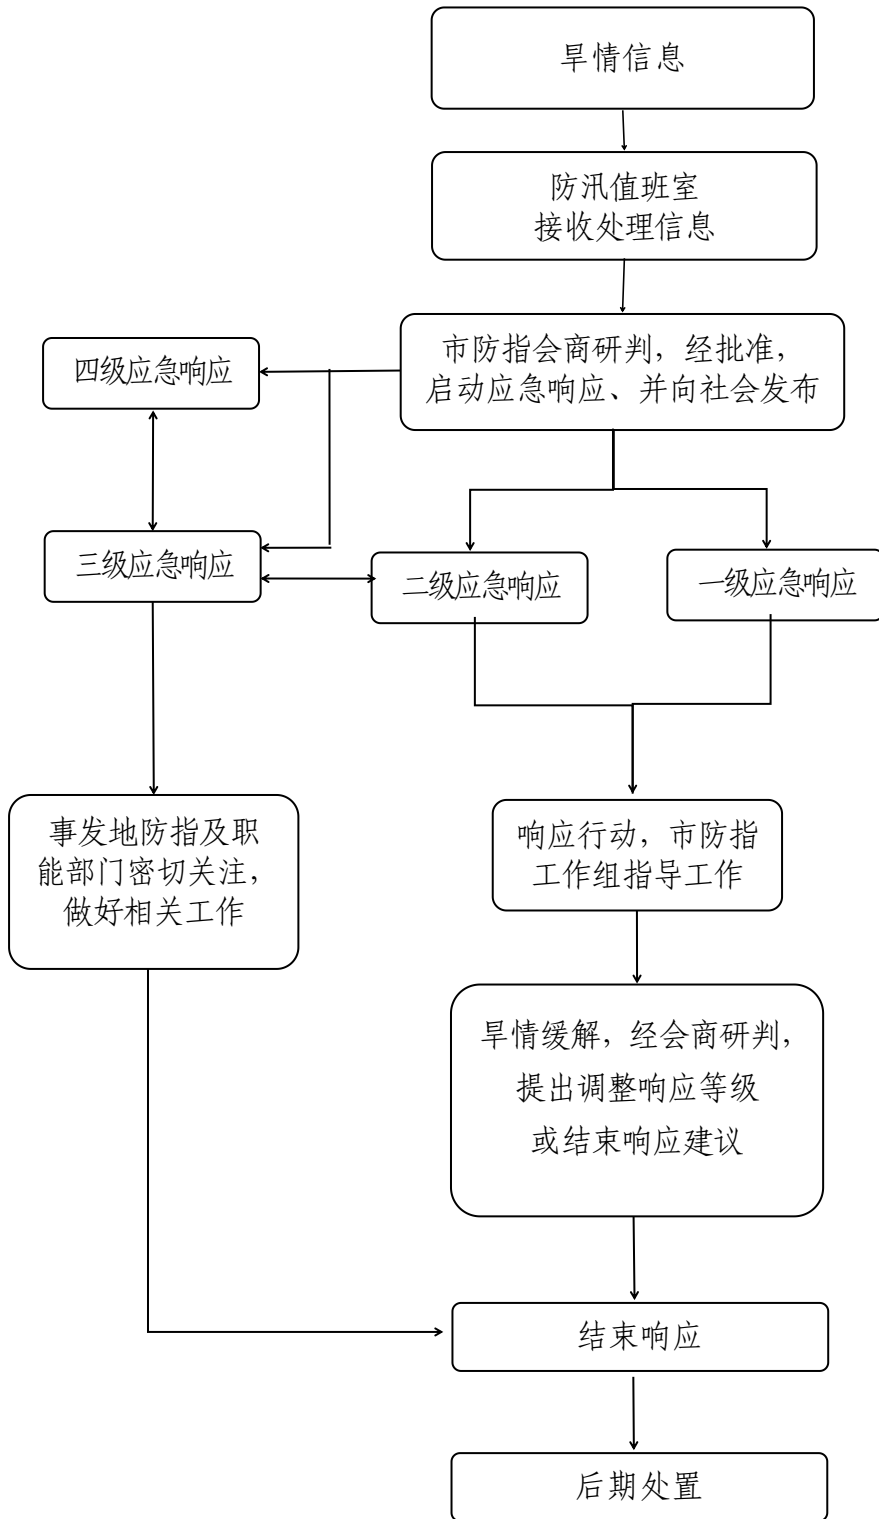 旱情信息
防汛值班室
接收处理信息
市防指会商研判，经批准，
启动应急响应、并向社会发布
四级应急响应
三级应急响应
二级应急响应
一级应急响应
事发地防指及职
能部门密切关注，
做好相关工作
响应行动，市防指
工作组指导工作
旱情缓解，经会商研判，
提出调整响应等级
或结束响应建议
结束响应
后期处置